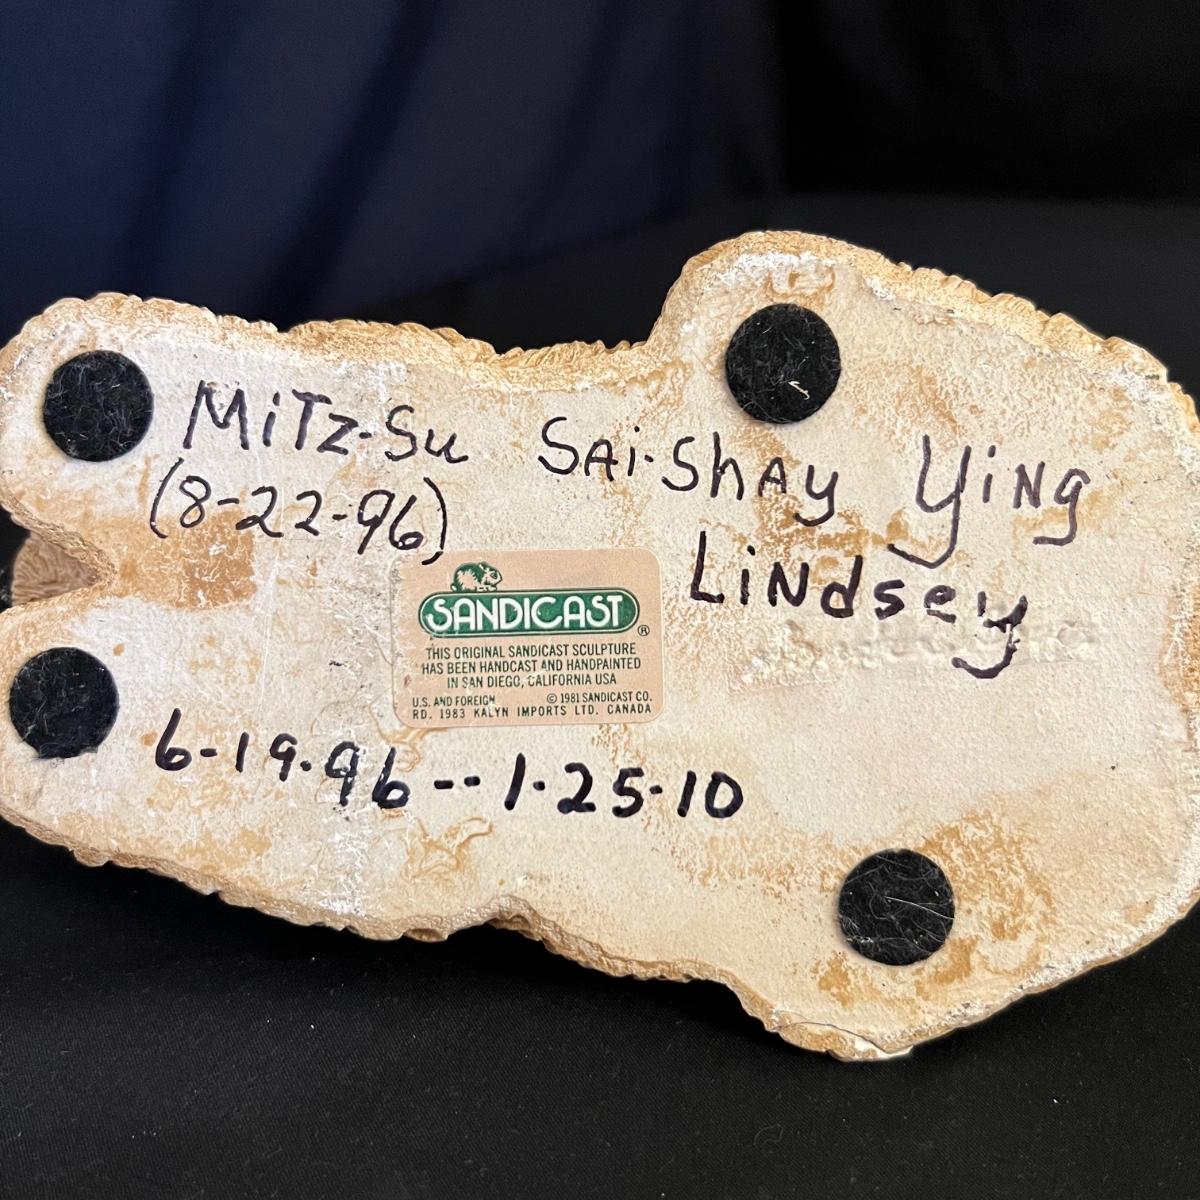 MiTz-Su SAi-ShAy YiNg
(8-22-96) LiNdsey
SANDICAST®
THIS ORIGINAL SANDICAST SCULPTURE
HAS BEEN HANDCAST AND HANDPAINTED
IN SAN DIEGO, CALIFORNIA USA
U.S. AND FOREIGN © 1981 SANDICAST CO.
RD. 1983 KALYN IMPORTS LTD. CANADA
6-19-96--1-25-10